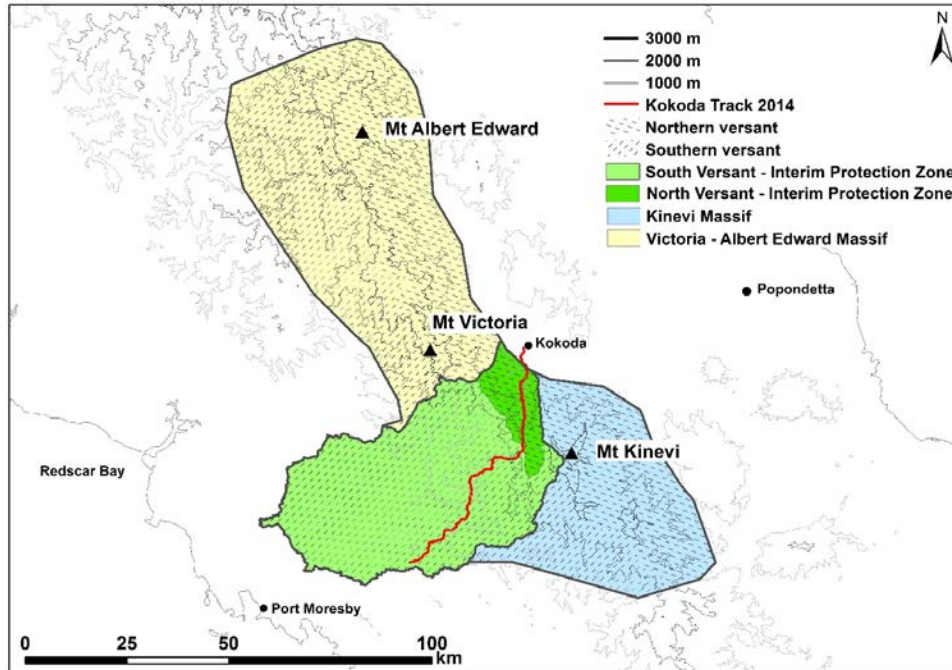 N
3000 m
2000 m
1000 m
Kokoda Track 2014
Northern versant
Southern versant
South Versant - Interim Protection Zone
North Versant - Interim Protection Zone
Kinevi Massif
Victoria - Albert Edward Massif
Mt Albert Edward
Popondetta
Mt Victoria
Kokoda
Mt Kinevi
Redscar Bay
Port Moresby
0 25 50 100
km